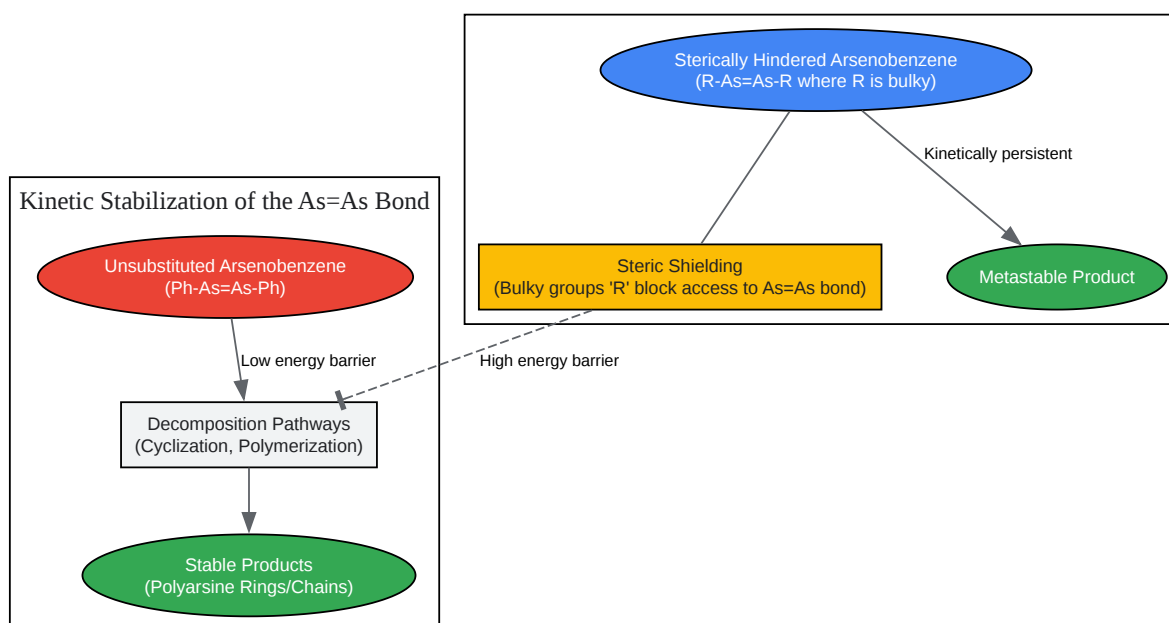 Sterically Hindered Arsenobenzene
(R-As=As-R where R is bulky)
Kinetically persistent
Steric Shielding
(Bulky groups 'R' block access to As=As bond)
Metastable Product
Kinetic Stabilization of the As=As Bond
Unsubstituted Arsenobenzene
(Ph-As=As-Ph)
Low energy barrier
High energy barrier
Decomposition Pathways
(Cyclization, Polymerization)
Stable Products
(Polyarsine Rings/Chains)